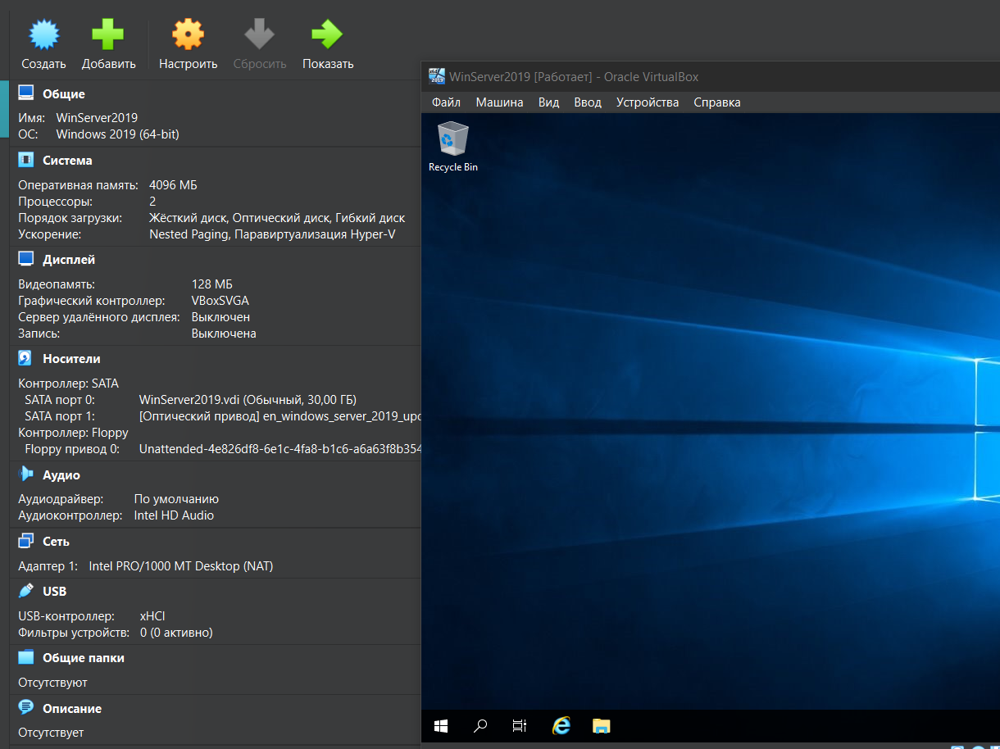 Создать Добавить Настроить Сбросить Показать
Общие
Имя: WinServer2019
ОС: Windows 2019 (64-bit)
Система
Оперативная память: 4096 МБ
Процессоры: 2
Порядок загрузки: Жёсткий диск, Оптический диск, Гибкий диск
Ускорение: Nested Paging, Паравиртуализация Hyper-V
Дисплей
Видеопамять: 128 МБ
Графический контроллер: VBoxSVGA
Сервер удалённого дисплея: Выключен
Запись: Выключена
Носители
Контроллер: SATA
SATA порт 0: WinServer2019.vdi (Обычный, 30,00 ГБ)
SATA порт 1: [Оптический привод] en_windows_server_2019_upd
Контроллер: Floppy
Floppy привод 0: Unattended-4e826df8-6e1c-4fa8-b1c6-a6a63f8b354
Аудио
Аудиодрайвер: По умолчанию
Аудиоконтроллер: Intel HD Audio
Сеть
Адаптер 1: Intel PRO/1000 MT Desktop (NAT)
USB
USB-контроллер: xHCI
Фильтры устройств: 0 (0 активно)
Общие папки
Отсутствуют
Описание
Отсутствует
x64
2019
WinServer2019 [Работает] - Oracle VirtualBox
Файл Машина Вид Ввод Устройства Справка
Recycle Bin